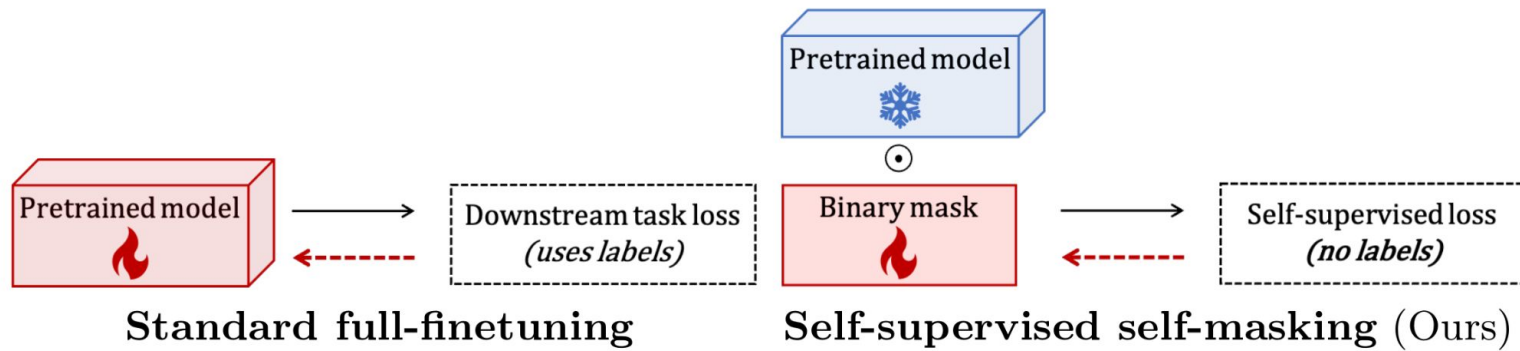 Pretrained model
Downstream task loss
(uses labels)
Standard full-finetuning
Pretrained model
Binary mask
Self-supervised loss
(no labels)
Self-supervised self-masking (Ours)